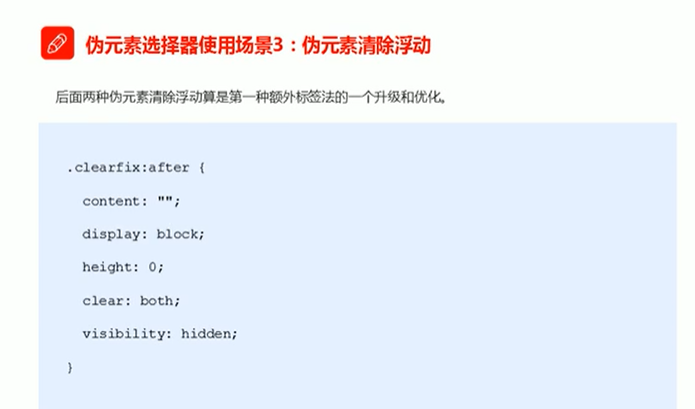 伪元素选择器使用场景3：伪元素清除浮动
后面两种伪元素清除浮动算是第一种额外标签法的一个升级和优化。
.clearfix:after {
content: "";
display: block;
height: 0;
clear: both;
visibility: hidden;
}